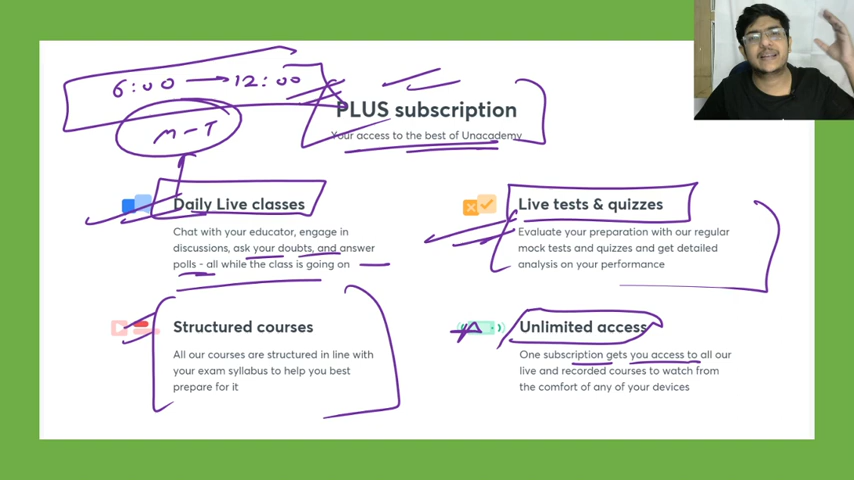 6:00 → 12:00
M-T
PLUS subscription
Your access to the best of Unacademy
Daily Live classes
Chat with your educator, engage in
discussions, ask your doubts, and answer
polls - all while the class is going on
Live tests & quizzes
Evaluate your preparation with our regular
mock tests and quizzes and get detailed
analysis on your performance
Structured courses
All our courses are structured in line with
your exam syllabus to help you best
prepare for it
Unlimited access
One subscription gets you access to all our
live and recorded courses to watch from
the comfort of any of your devices